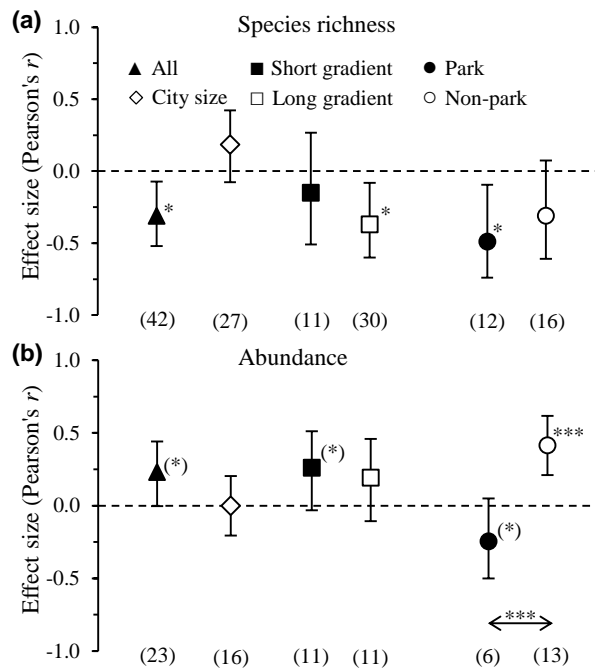 (a) 1.0 Species richness
▲ All ■ Short gradient ● Park
0.5 ◇ City size □ Long gradient ○ Non-park
0.0
* * *
-0.5
-1.0 (42) (27) (11) (30) (12) (16)
Effect size (Pearson's r)
(b) 1.0 Abundance
0.5 (*) (*) ***
0.0
(*)
-0.5
***
-1.0 (23) (16) (11) (11) (6) (13)
Effect size (Pearson's r)